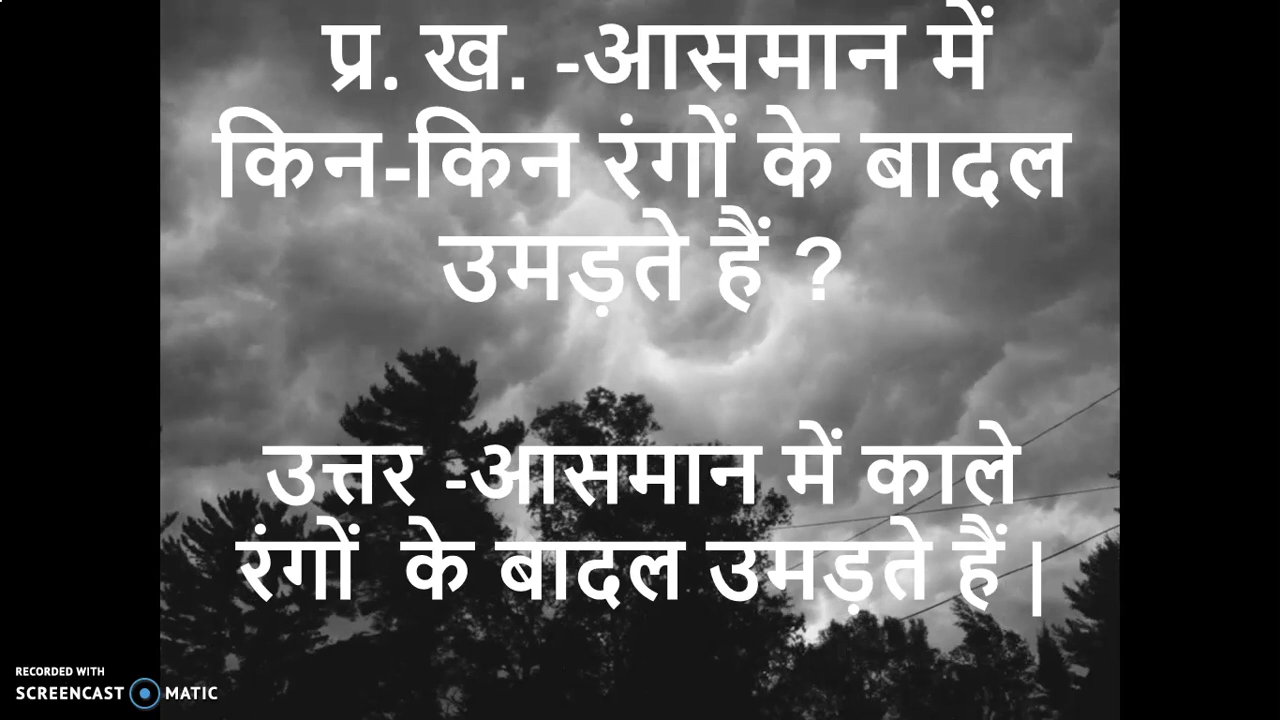 प्र. ख. -आसमान में
किन-किन रंगों के बादल
उमड़ते हैं ?
उत्तर -आसमान में काले
रंगों के बादल उमड़ते हैं |
RECORDED WITH
SCREENCAST MATIC